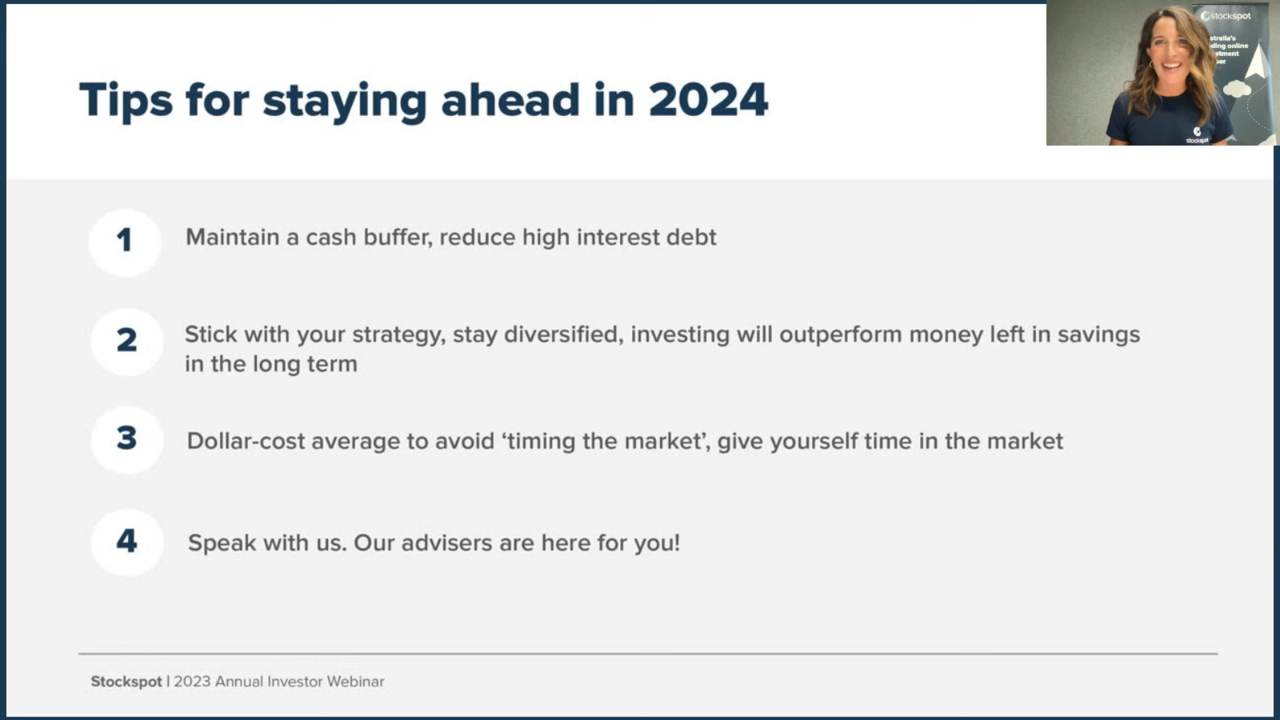 stockspot
Tips for staying ahead in 2024
stockspot
1
Maintain a cash buffer, reduce high interest debt
2
Stick with your strategy, stay diversified, investing will outperform money left in savings
in the long term
3
Dollar-cost average to avoid ‘timing the market’, give yourself time in the market
4
Speak with us. Our advisers are here for you!
Stockspot | 2023 Annual Investor Webinar